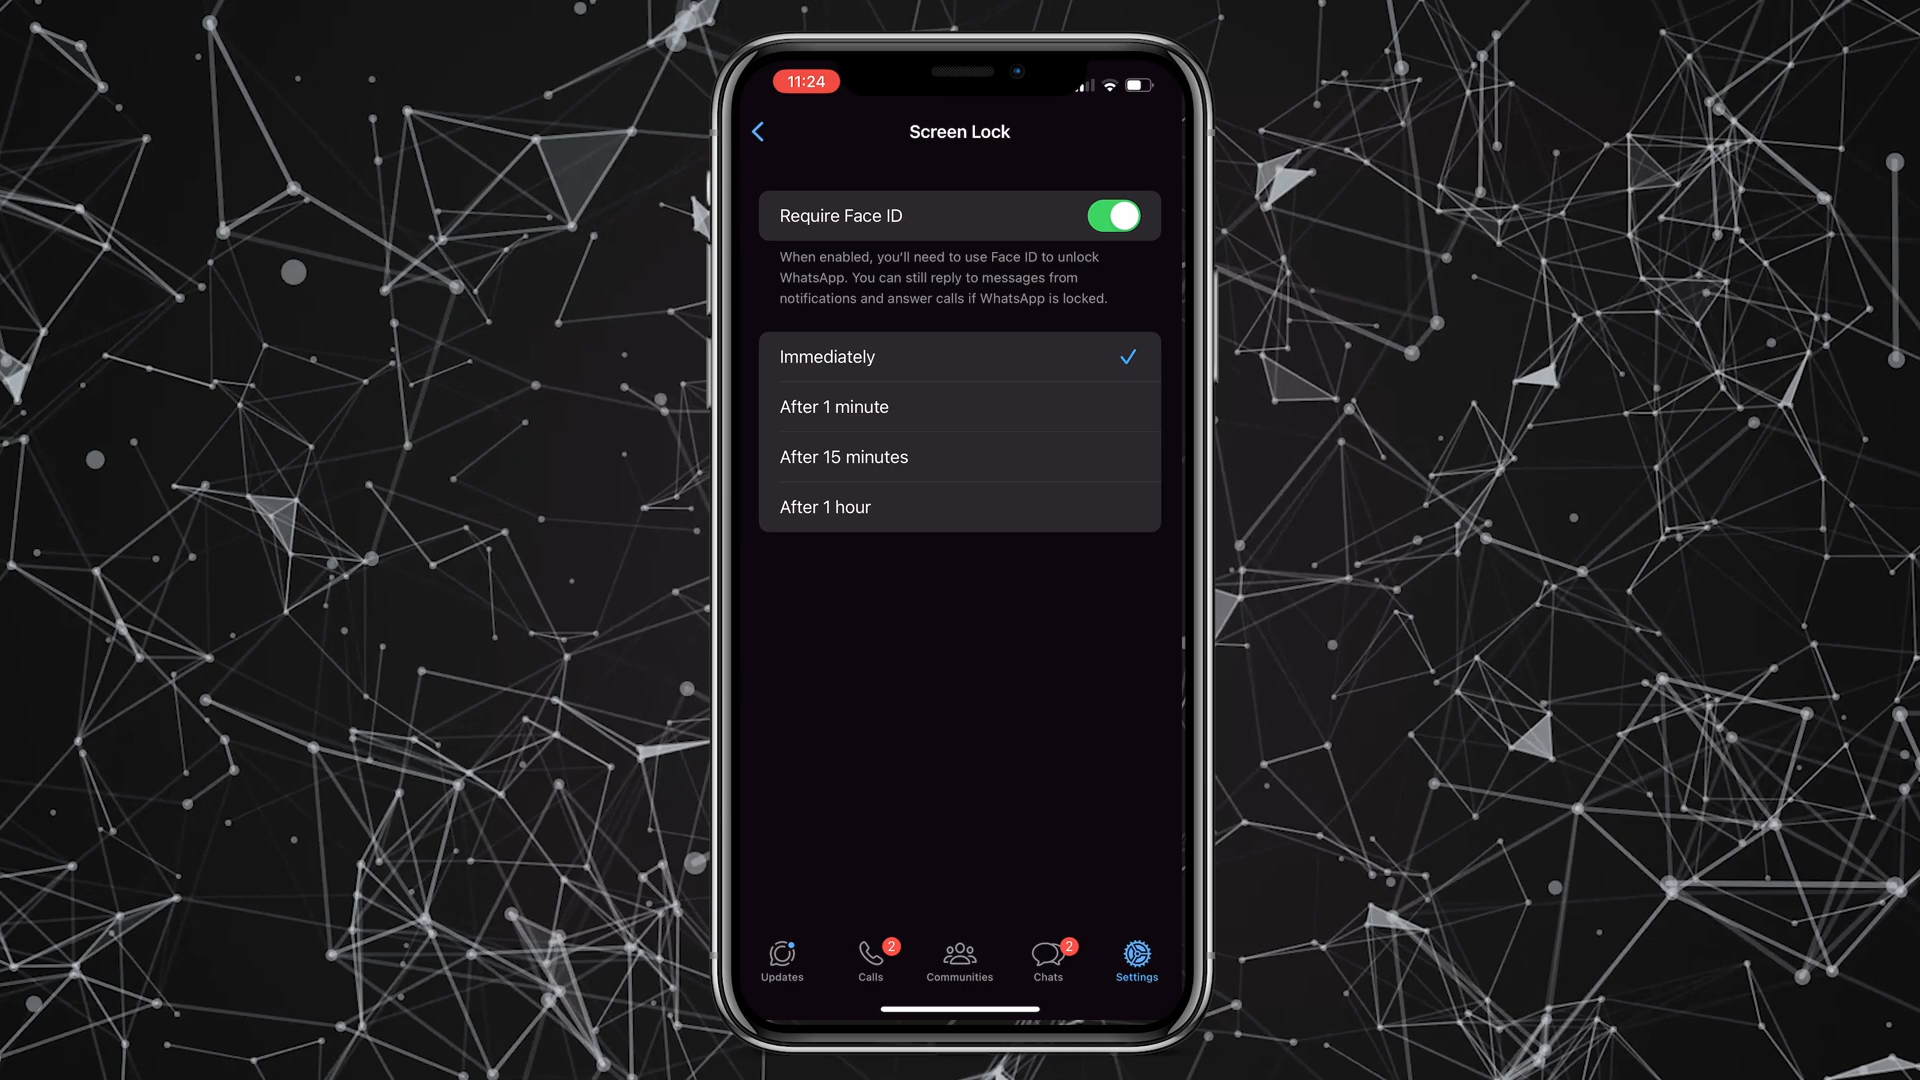 11:24
Screen Lock
Require Face ID
When enabled, you'll need to use Face ID to unlock
WhatsApp. You can still reply to messages from
notifications and answer calls if WhatsApp is locked.
Immediately
After 1 minute
After 15 minutes
After 1 hour
2
2
Updates
Calls
Communities
Chats
Settings